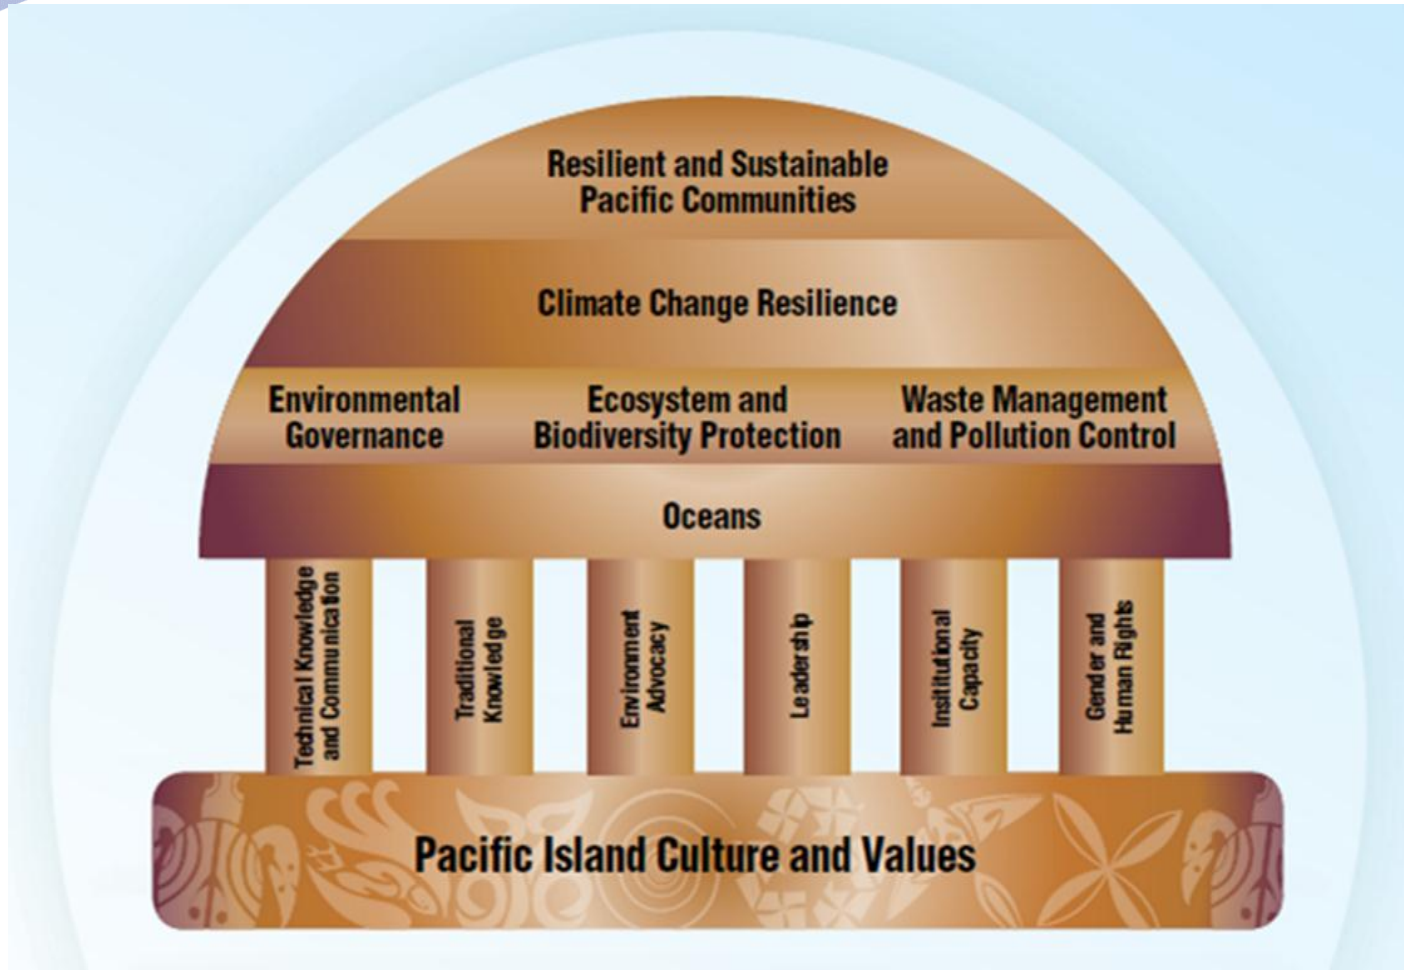 Resilient and Sustainable
Pacific Communities
Climate Change Resilience
Environmental
Governance
Ecosystem and
Biodiversity Protection
Waste Management
and Pollution Control
Oceans
Technical Knowledge
and Communication
Traditional
Knowledge
Environment
Advocacy
Leadership
Insititutional
Capacity
Gender and
Human Rights
Pacific Island Culture and Values